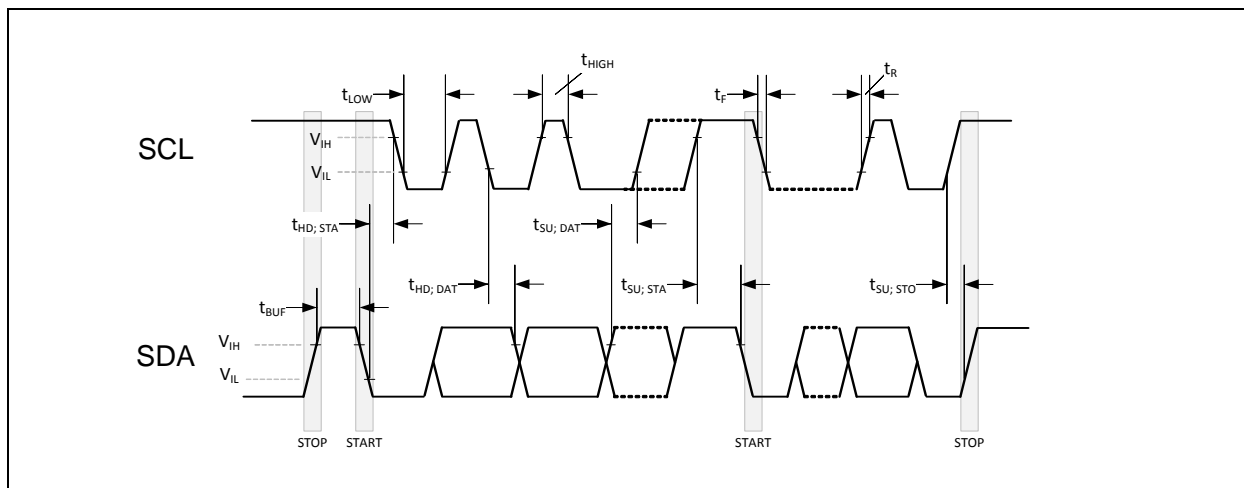 tHIGH
tR
tLOW
tF
VIH
SCL
VIL
tHD; STA
tSU; DAT
tHD; DAT
tSU; STA
tSU; STO
tBUF
VIH
SDA
VIL
STOP START START STOP